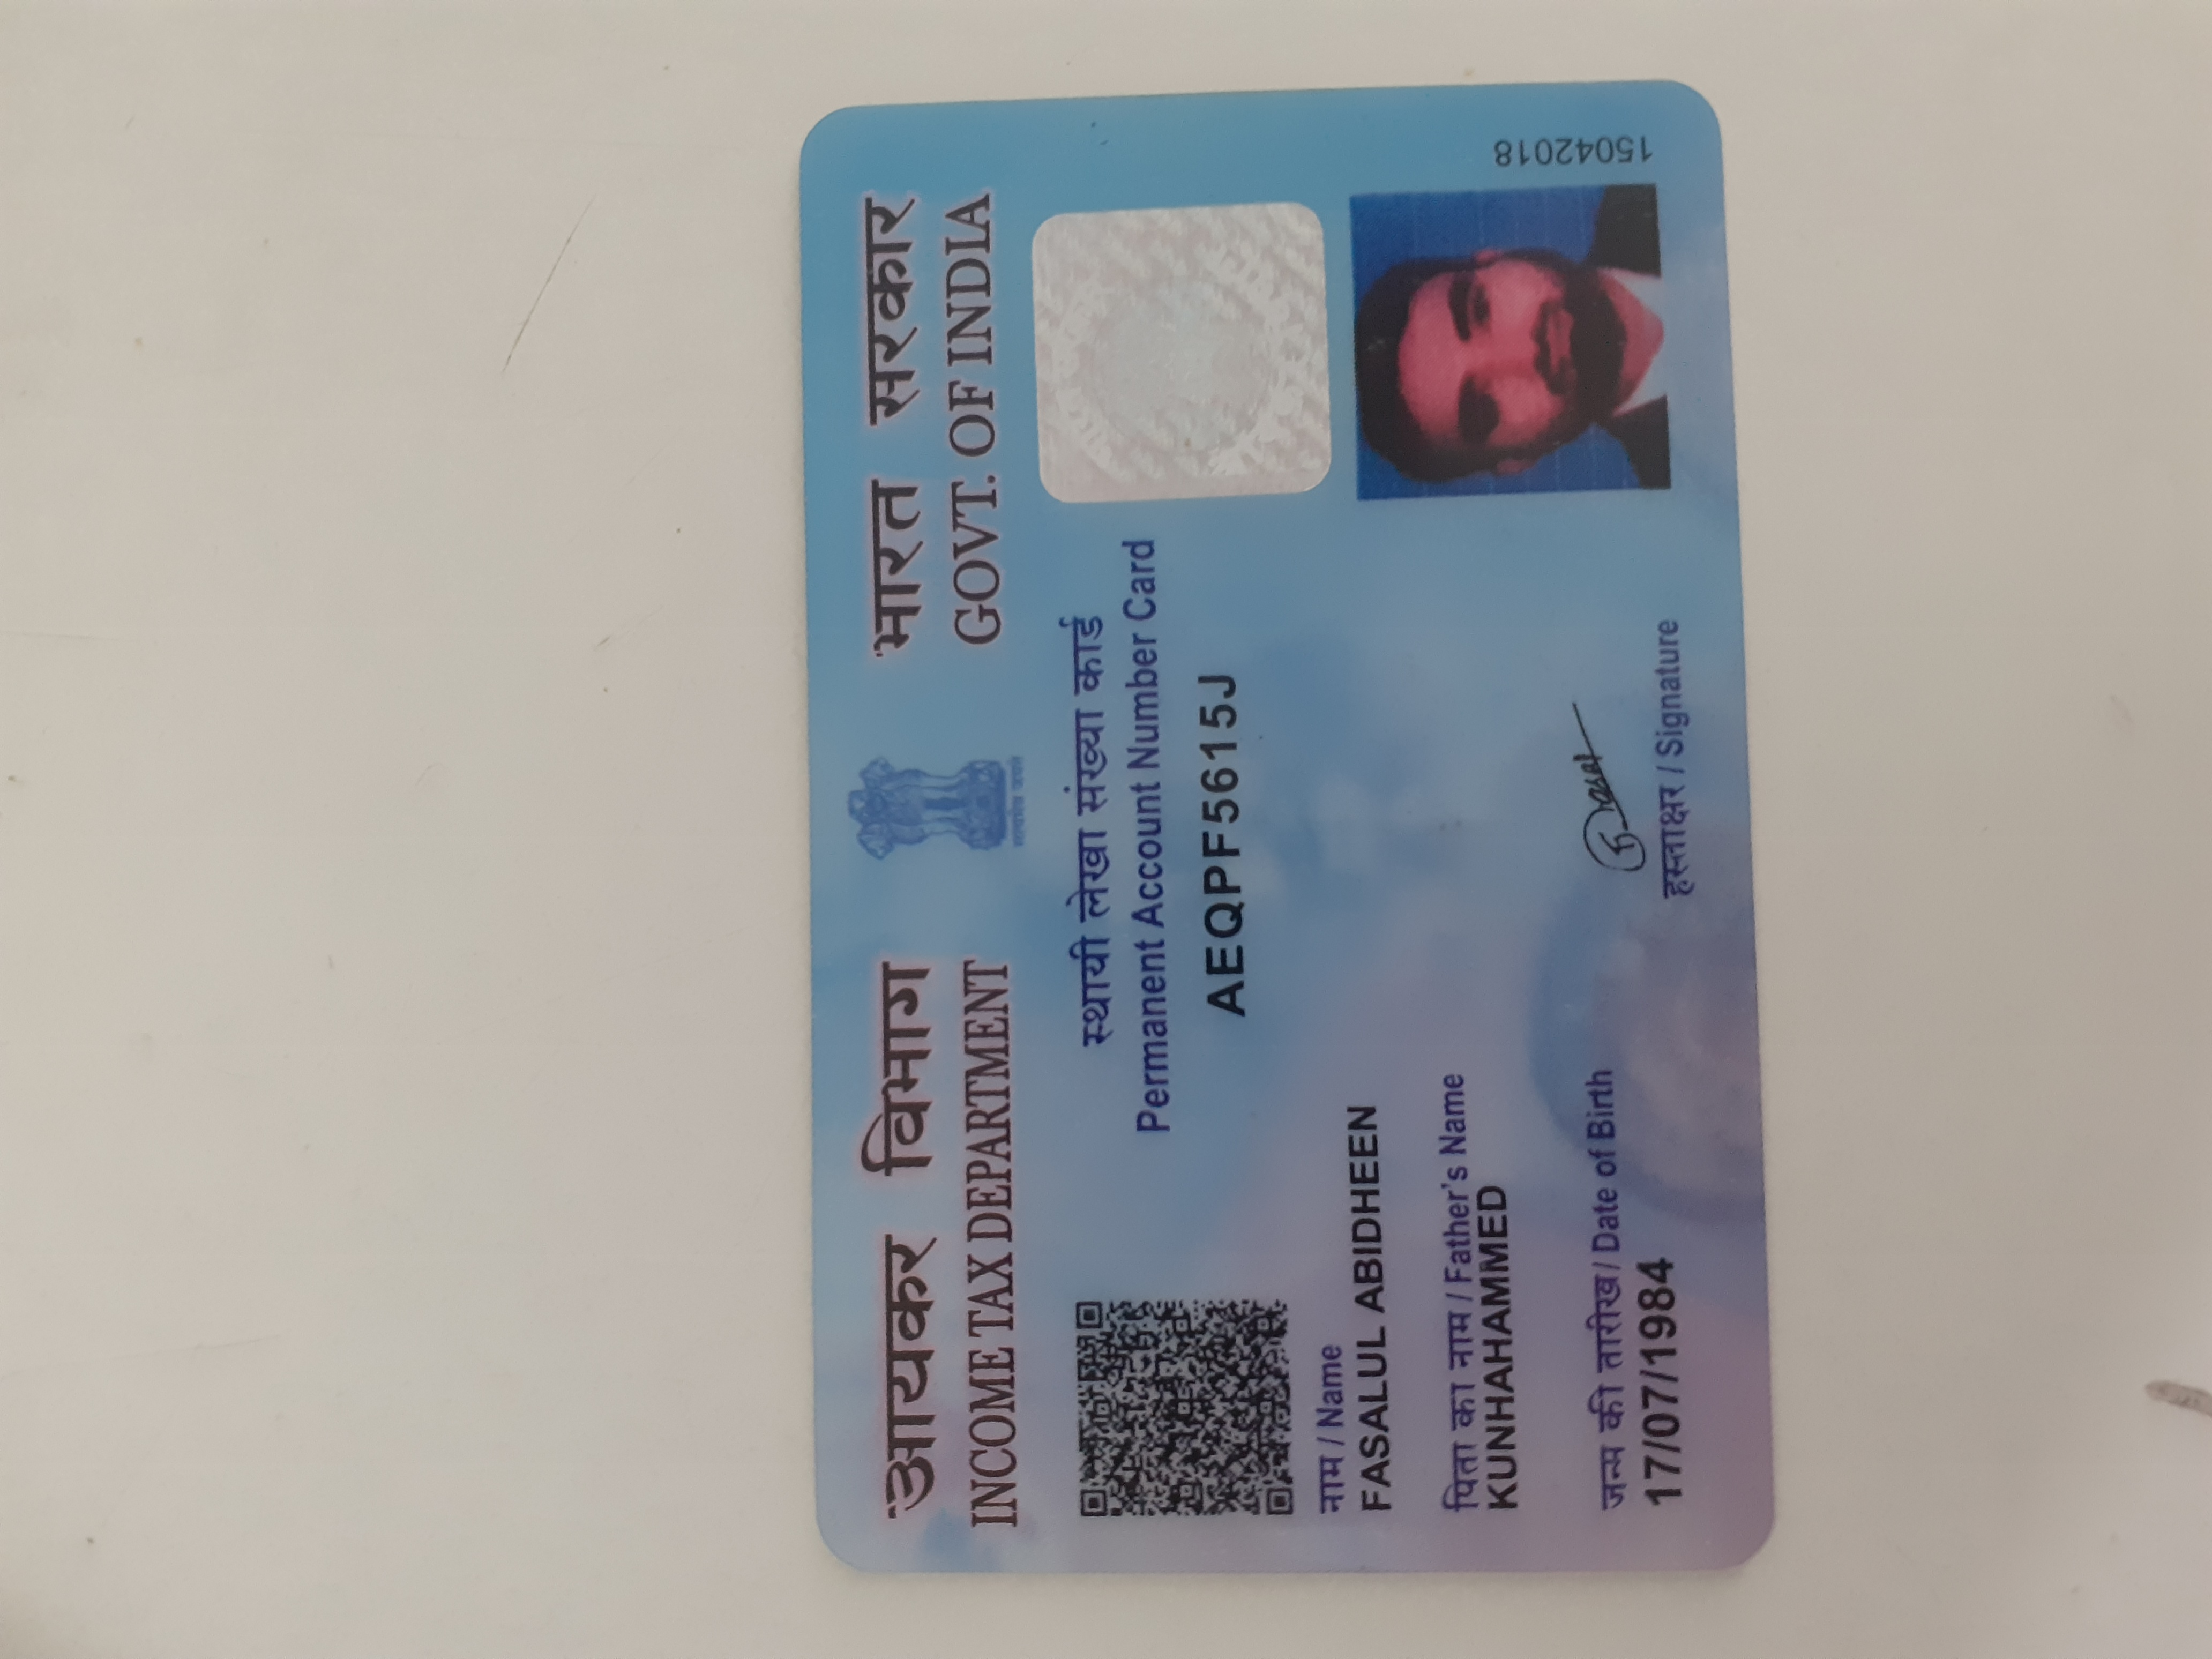 आयकर विभाग भारत सरकार
INCOME TAX DEPARTMENT GOVT. OF INDIA
स्थायी लेखा संख्या कार्ड
Permanent Account Number Card
AEQPF5615J
नाम / Name
FASALUL ABIDHEEN
पिता का नाम / Father's Name
KUNHAHAMMED
जन्म की तारीख / Date of Birth
17/07/1984
हस्ताक्षर / Signature
15042018